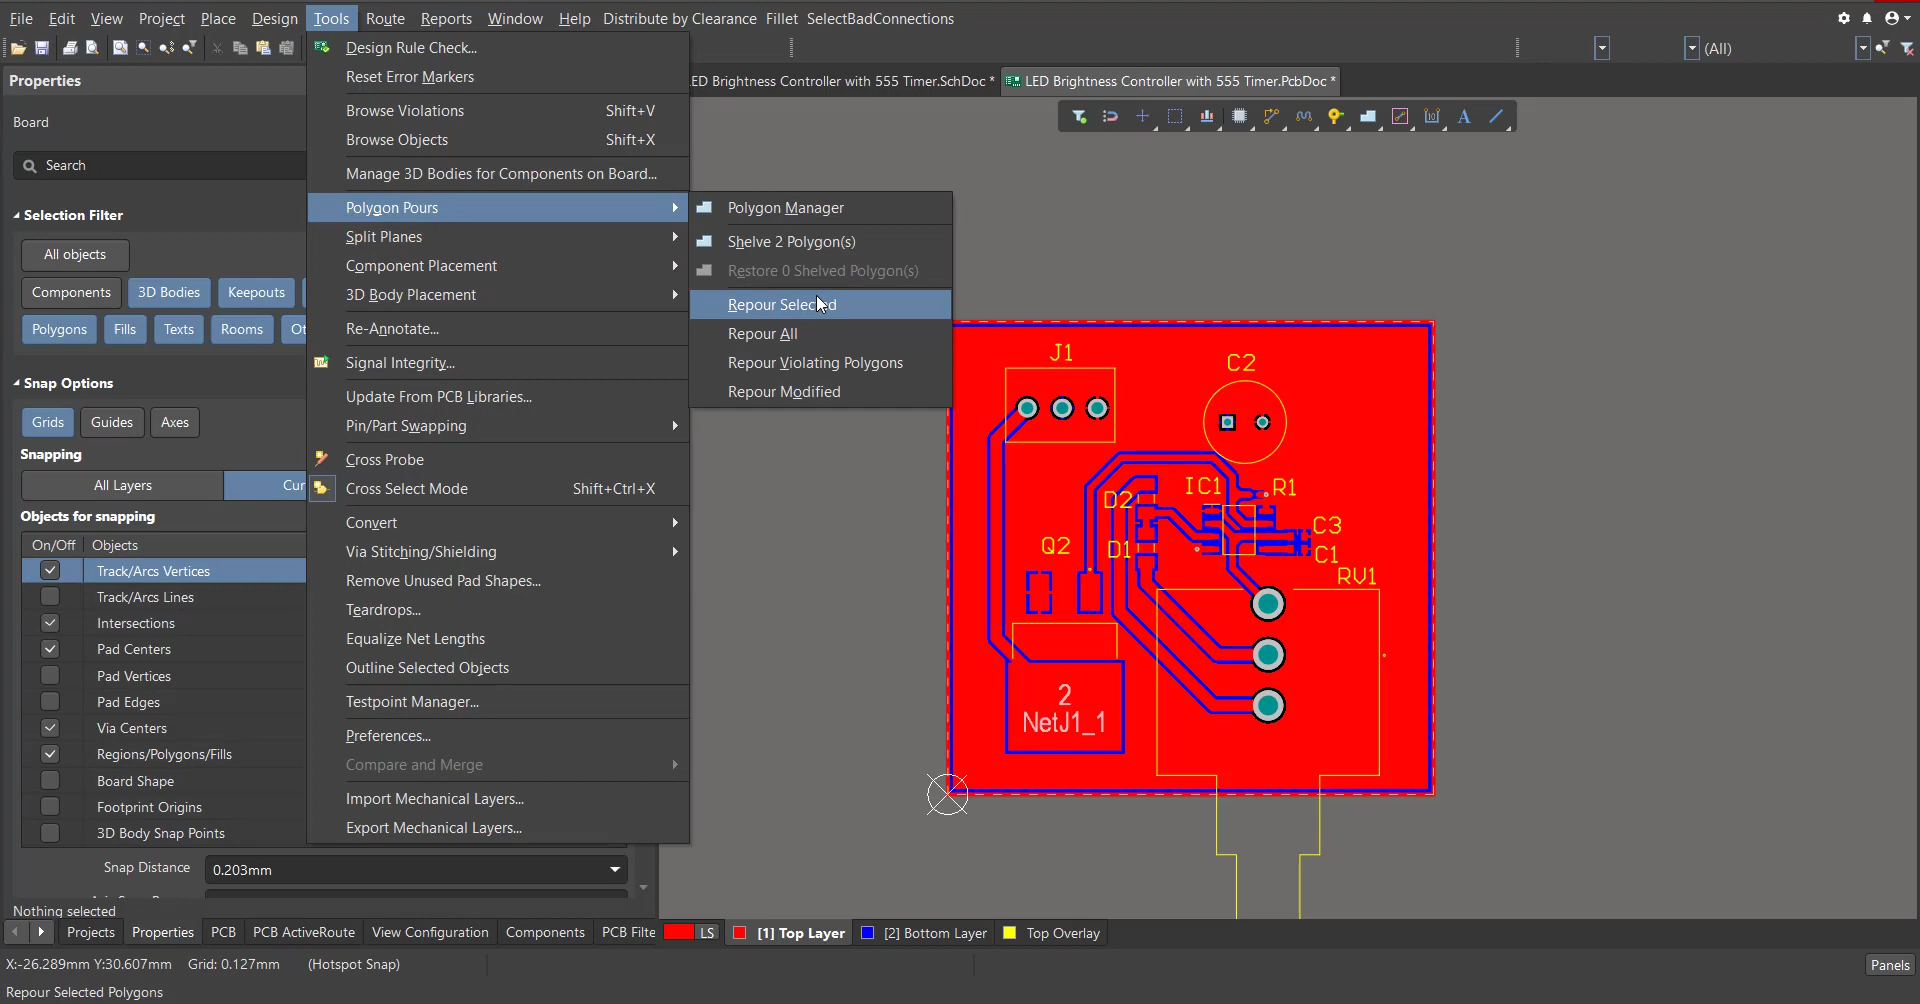 File Edit View Project Place Design Tools Route Reports Window Help Distribute by Clearance Fillet SelectBadConnections
(All)
Properties
LED Brightness Controller with 555 Timer.SchDoc *
LED Brightness Controller with 555 Timer.PcbDoc *
Board
Search
Selection Filter
All objects
Components 3D Bodies Keepouts
Polygons Fills Texts Rooms Ot
Snap Options
Grids Guides Axes
Snapping
All Layers Cur
Objects for snapping
On/Off Objects
Track/Arcs Vertices
Track/Arcs Lines
Intersections
Pad Centers
Pad Vertices
Pad Edges
Via Centers
Regions/Polygons/Fills
Board Shape
Footprint Origins
3D Body Snap Points
Snap Distance 0.203mm
Nothing selected
Design Rule Check...
Reset Error Markers
Browse Violations Shift+V
Browse Objects Shift+X
Manage 3D Bodies for Components on Board...
Polygon Pours
Split Planes
Component Placement
3D Body Placement
Re-Annotate...
Signal Integrity...
Update From PCB Libraries...
Pin/Part Swapping
Cross Probe
Cross Select Mode Shift+Ctrl+X
Convert
Via Stitching/Shielding
Remove Unused Pad Shapes...
Teardrops...
Equalize Net Lengths
Outline Selected Objects
Testpoint Manager...
Preferences...
Compare and Merge
Import Mechanical Layers...
Export Mechanical Layers...
Polygon Manager
Shelve 2 Polygon(s)
Restore 0 Shelved Polygon(s)
Repour Selected
Repour All
Repour Violating Polygons
Repour Modified
J1
C2
D2
IC1
R1
C3
Q2
D1
C1
RV1
2
NetJ1_1
Projects Properties PCB PCB ActiveRoute View Configuration Components PCB Filte
LS [1] Top Layer [2] Bottom Layer Top Overlay
X:-26.289mm Y:30.607mm Grid: 0.127mm (Hotspot Snap)
Panels
Repour Selected Polygons